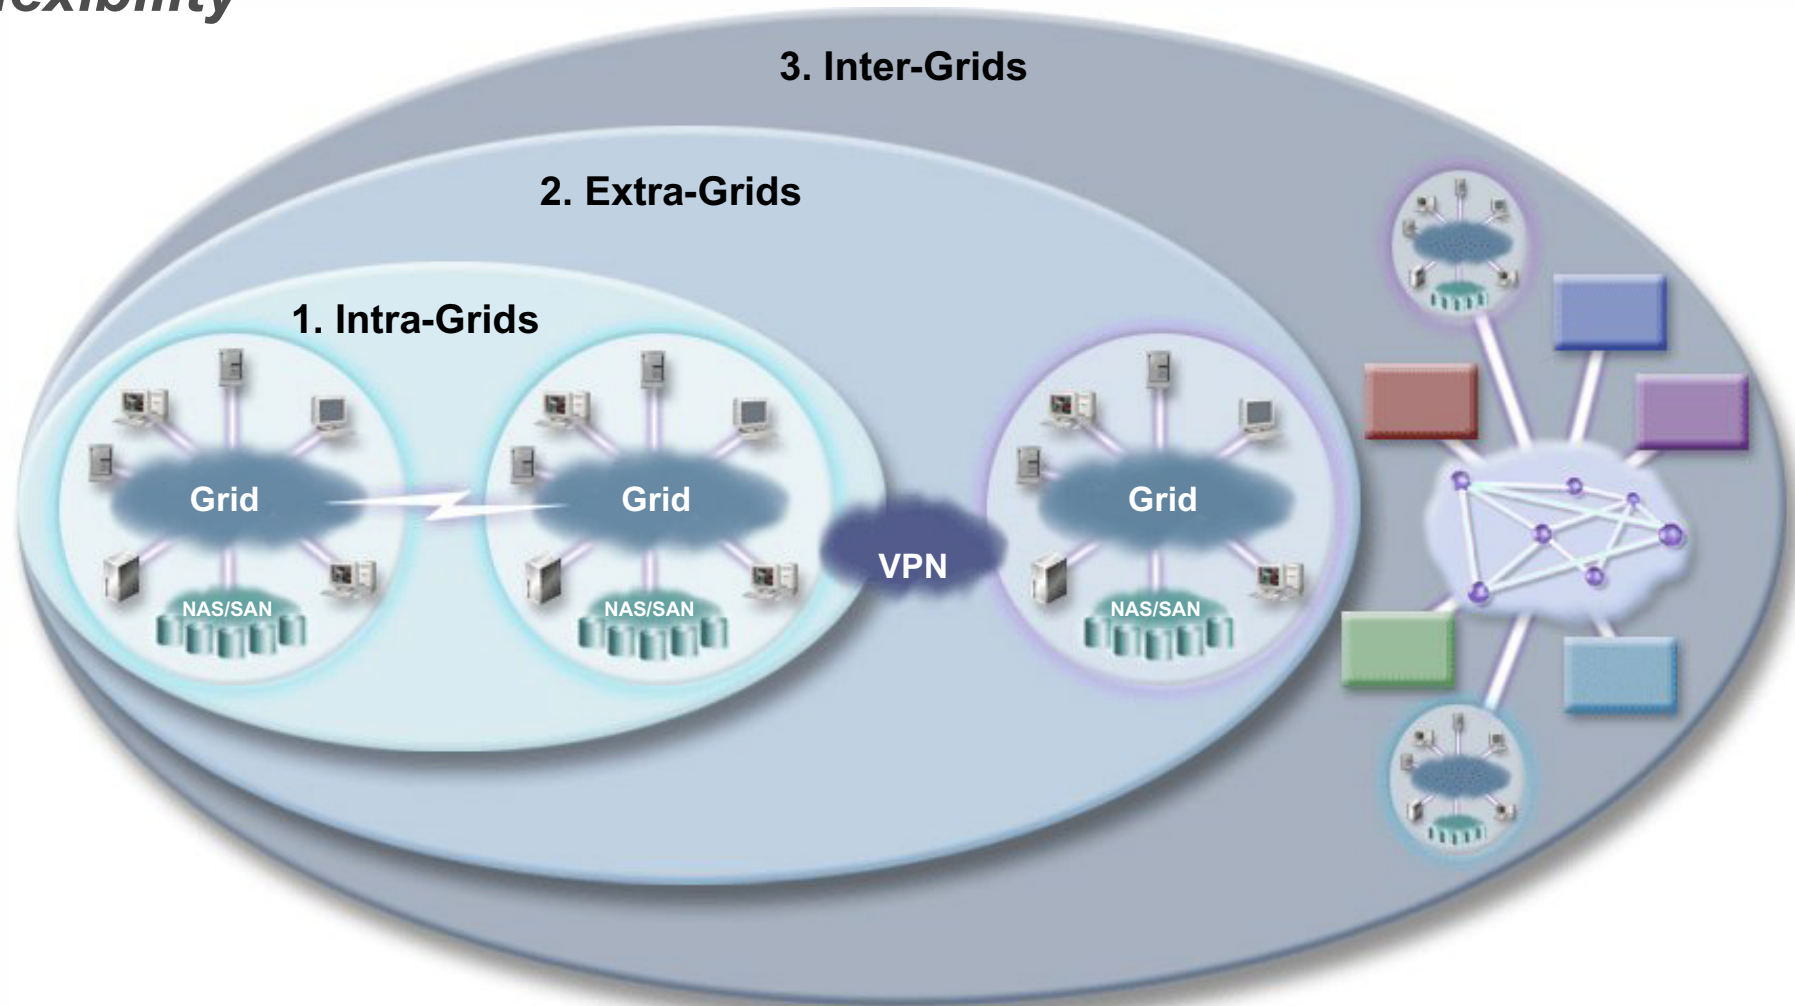 3. Inter-Grids
2. Extra-Grids
1. Intra-Grids
Grid
Grid
Grid
VPN
NAS/SAN
NAS/SAN
NAS/SAN